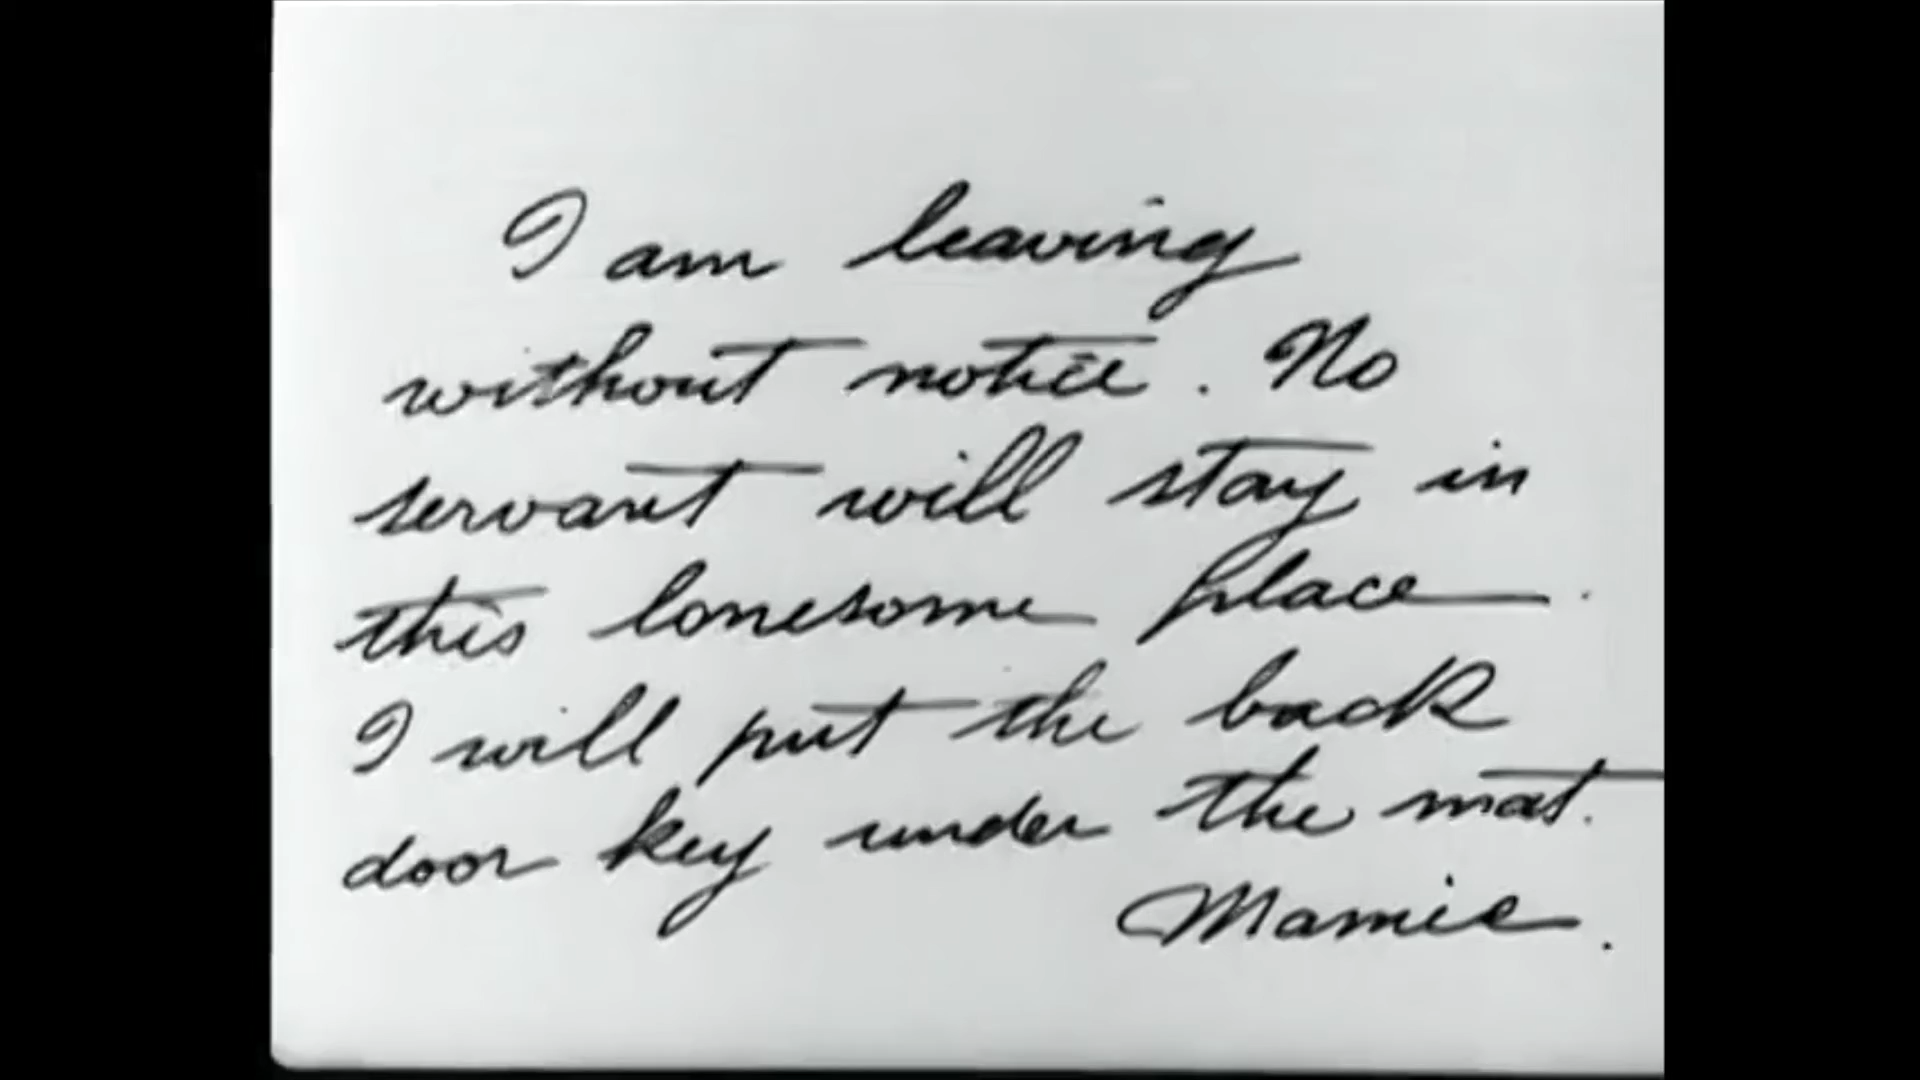 I am leaving
without notice. No
servant will stay in
this lonesome place.
I will put the back
door key under the mat.
Mamie.